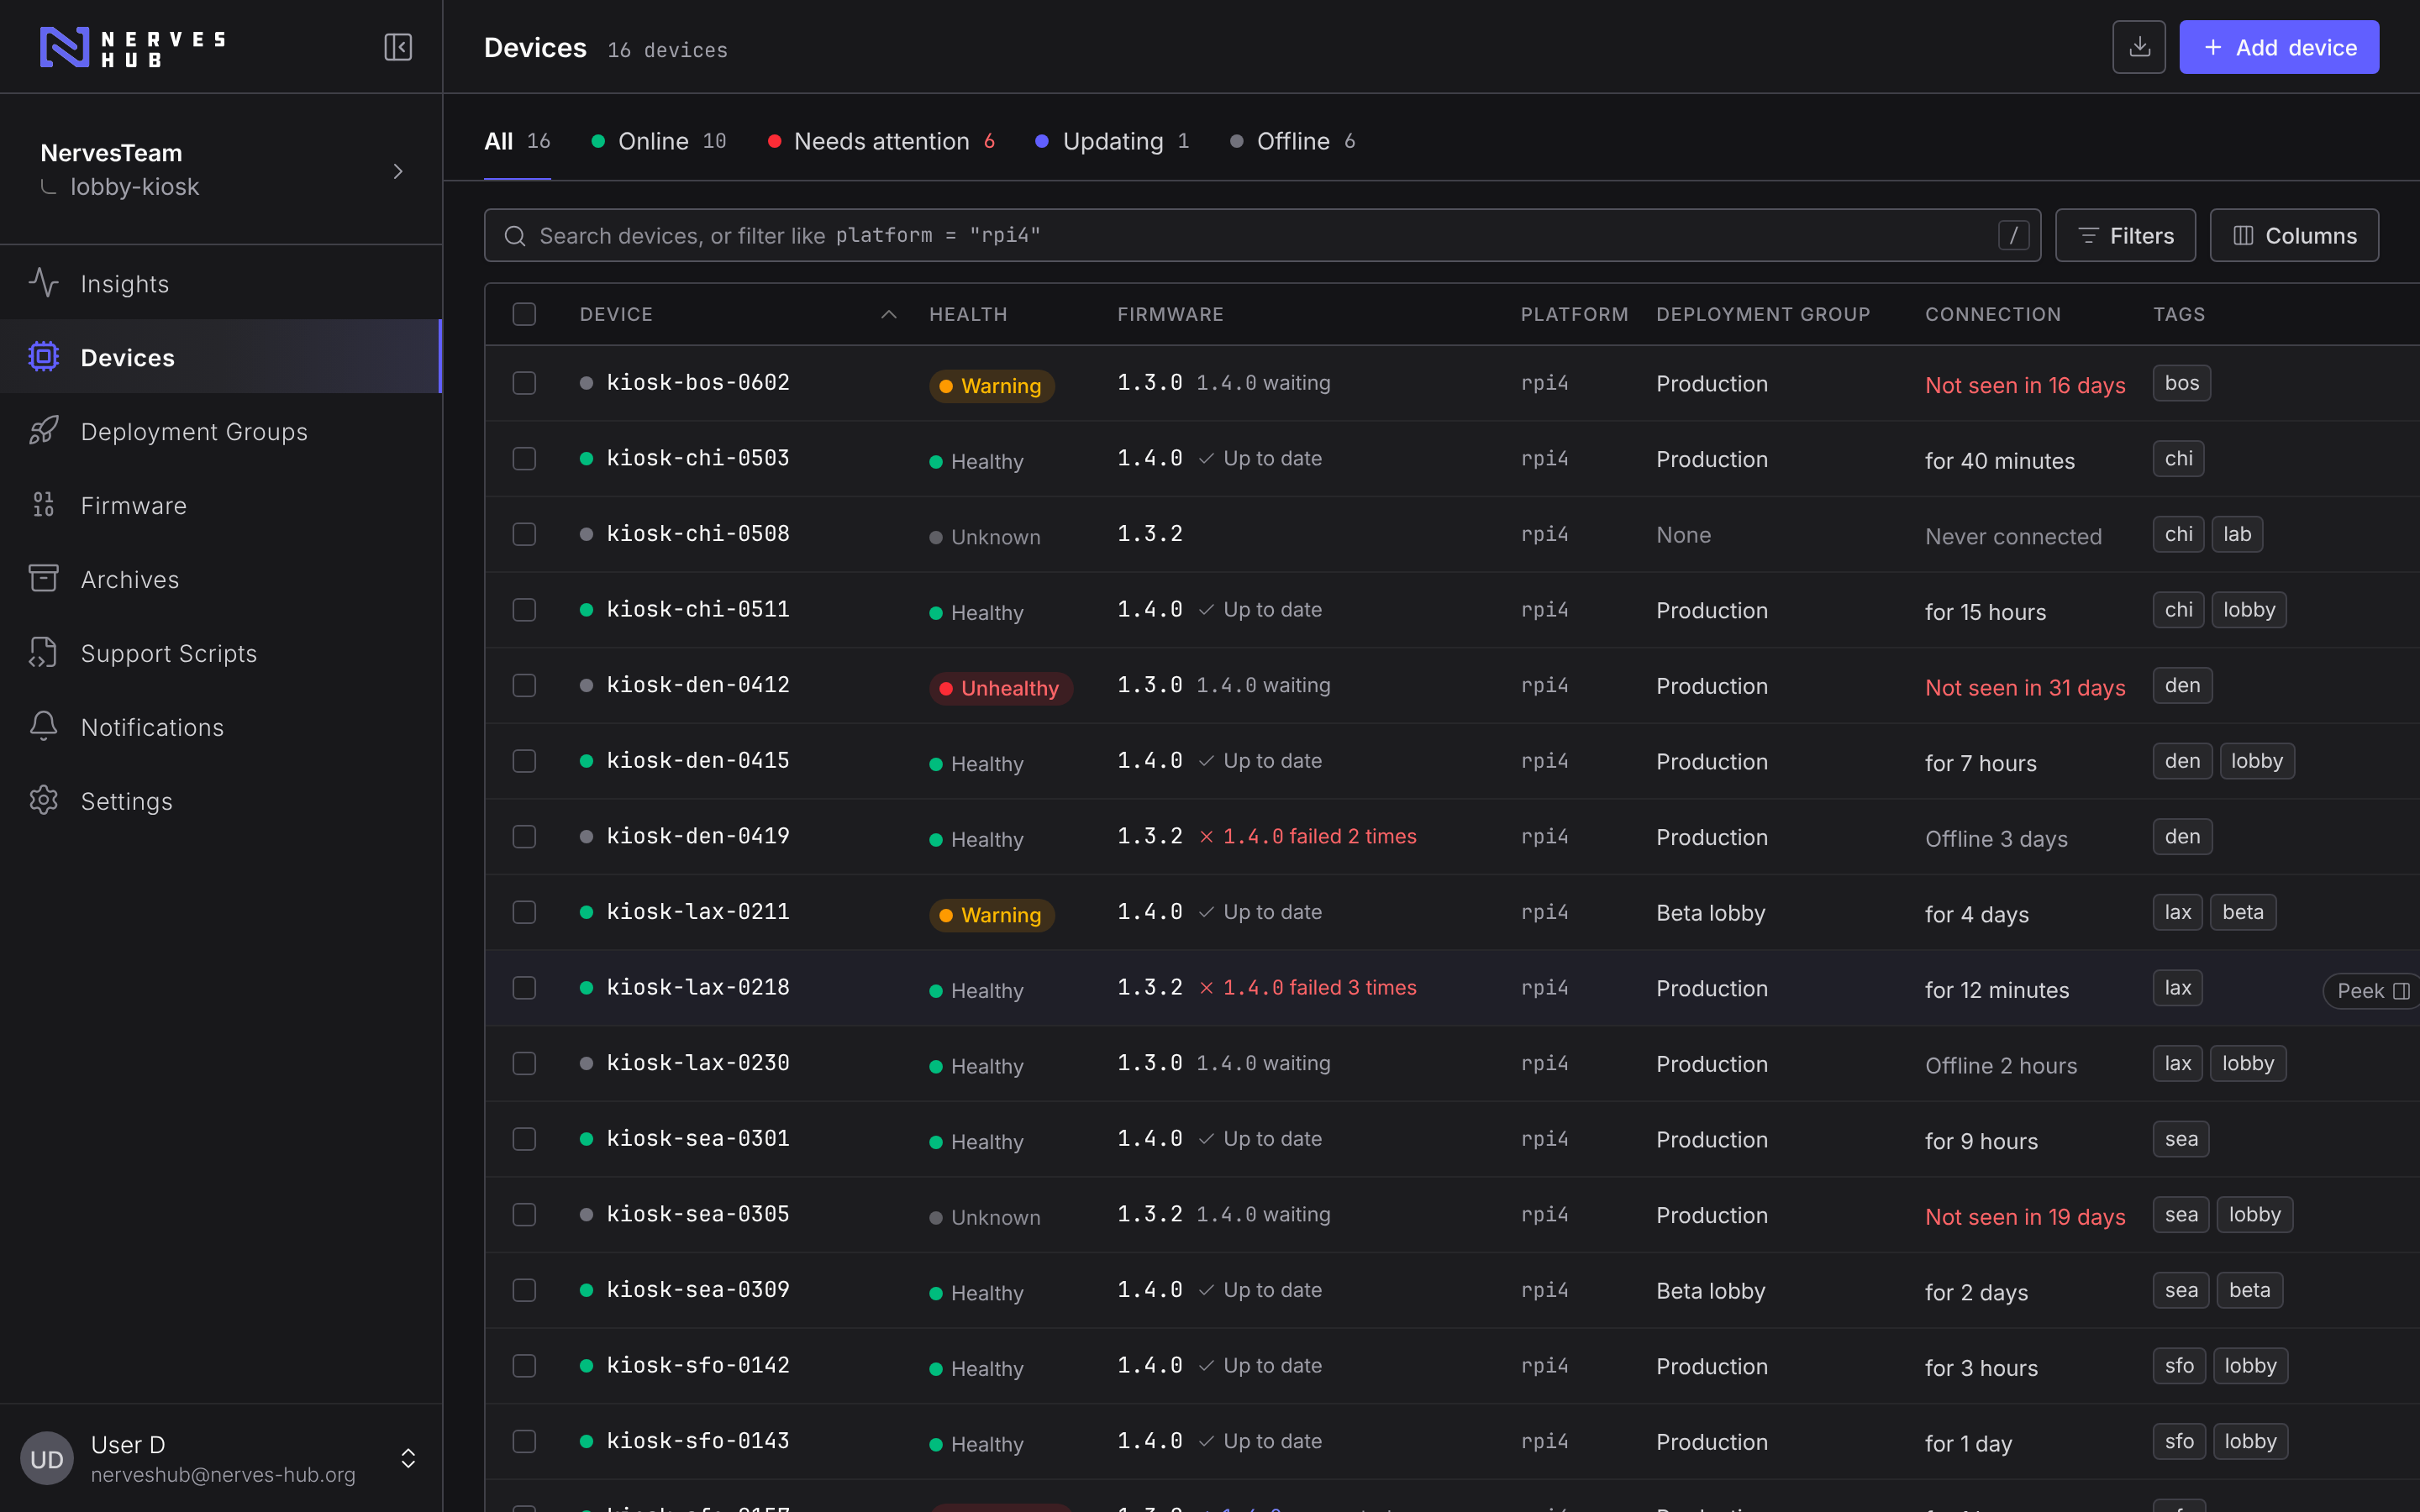 NERVES
HUB
Devices 16 devices
Add device
NervesTeam
lobby-kiosk
All 16 Online 10 Needs attention 6 Updating 1 Offline 6
Search devices, or filter like platform = "rpi4" / Filters Columns
Insights
Devices
Deployment Groups
Firmware
Archives
Support Scripts
Notifications
Settings
DEVICE HEALTH FIRMWARE PLATFORM DEPLOYMENT GROUP CONNECTION TAGS
kiosk-bos-0602 Warning 1.3.0 1.4.0 waiting rpi4 Production Not seen in 16 days bos
kiosk-chi-0503 Healthy 1.4.0 Up to date rpi4 Production for 40 minutes chi
kiosk-chi-0508 Unknown 1.3.2 rpi4 None Never connected chi lab
kiosk-chi-0511 Healthy 1.4.0 Up to date rpi4 Production for 15 hours chi lobby
kiosk-den-0412 Unhealthy 1.3.0 1.4.0 waiting rpi4 Production Not seen in 31 days den
kiosk-den-0415 Healthy 1.4.0 Up to date rpi4 Production for 7 hours den lobby
kiosk-den-0419 Healthy 1.3.2 1.4.0 failed 2 times rpi4 Production Offline 3 days den
kiosk-lax-0211 Warning 1.4.0 Up to date rpi4 Beta lobby for 4 days lax beta
kiosk-lax-0218 Healthy 1.3.2 1.4.0 failed 3 times rpi4 Production for 12 minutes lax Peek
kiosk-lax-0230 Healthy 1.3.0 1.4.0 waiting rpi4 Production Offline 2 hours lax lobby
kiosk-sea-0301 Healthy 1.4.0 Up to date rpi4 Production for 9 hours sea
kiosk-sea-0305 Unknown 1.3.2 1.4.0 waiting rpi4 Production Not seen in 19 days sea lobby
kiosk-sea-0309 Healthy 1.4.0 Up to date rpi4 Beta lobby for 2 days sea beta
kiosk-sfo-0142 Healthy 1.4.0 Up to date rpi4 Production for 3 hours sfo lobby
kiosk-sfo-0143 Healthy 1.4.0 Up to date rpi4 Production for 1 day sfo lobby
UD User D
nerveshub@nerves-hub.org